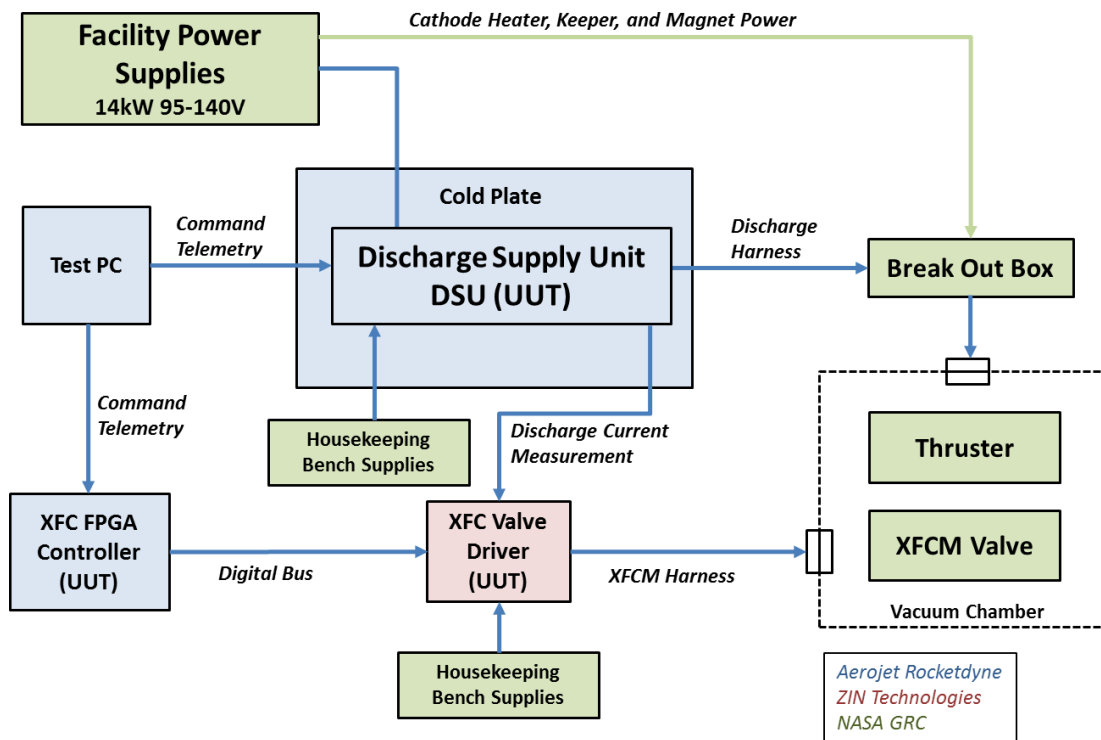 Cathode Heater, Keeper, and Magnet Power
Facility Power
Supplies
14kW 95-140V
Cold Plate
Command
Telemetry
Discharge
Harness
Test PC
Discharge Supply Unit
DSU (UUT)
Break Out Box
Command
Telemetry
Housekeeping
Bench Supplies
Discharge Current
Measurement
Thruster
XFC FPGA
Controller
(UUT)
Digital Bus
XFC Valve
Driver
(UUT)
XFCM Harness
XFCM Valve
Vacuum Chamber
Housekeeping
Bench Supplies
Aerojet Rocketdyne
ZIN Technologies
NASA GRC